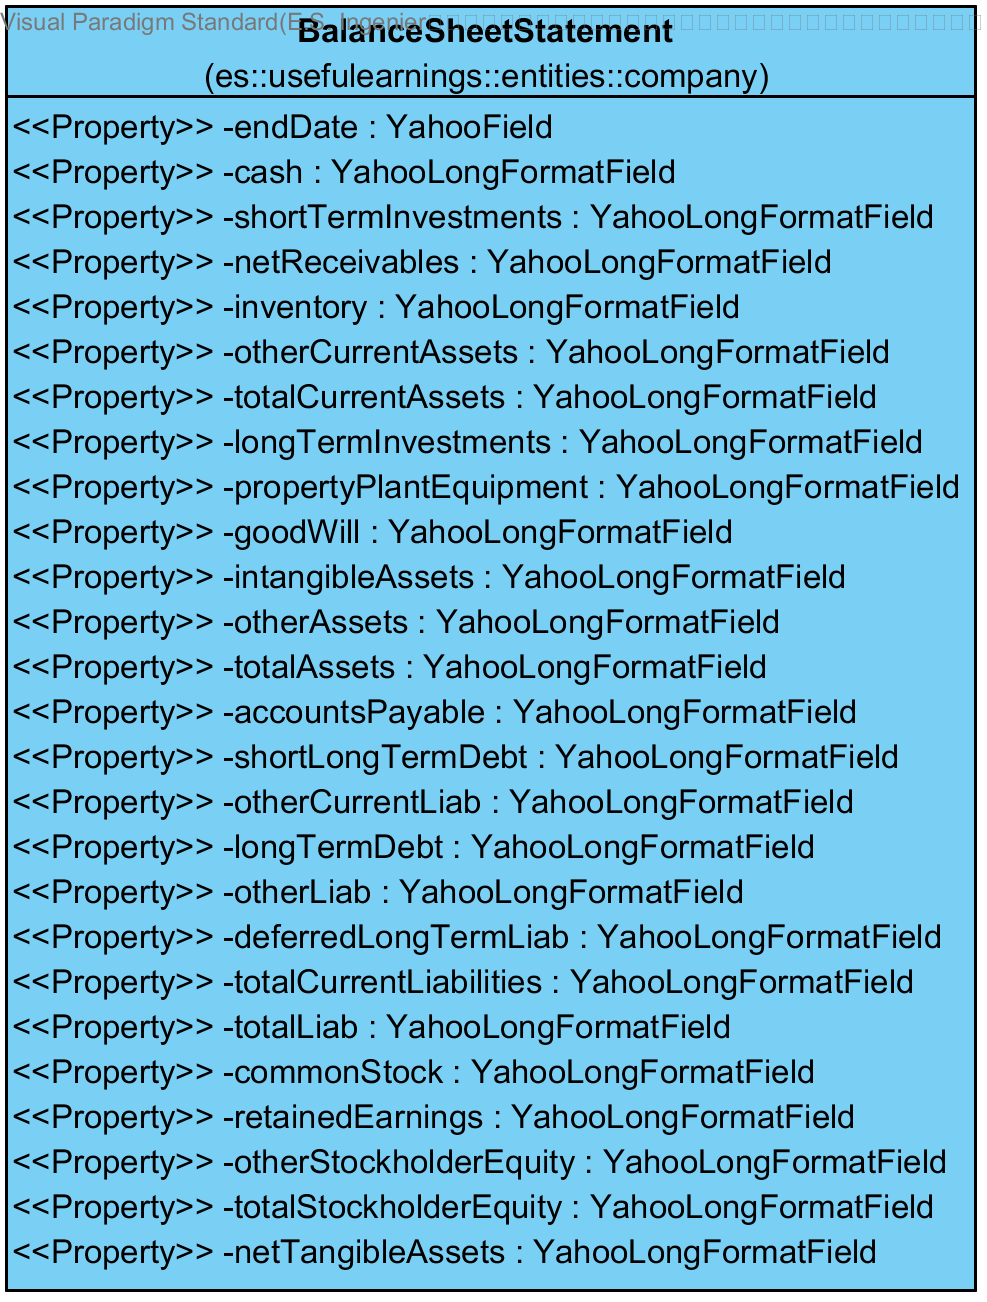 Visual Paradigm Standard(E.S. Ingenier
BalanceSheetStatement
(es::usefulearnings::entities::company)
<<Property>> -endDate : YahooField
<<Property>> -cash : YahooLongFormatField
<<Property>> -shortTermInvestments : YahooLongFormatField
<<Property>> -netReceivables : YahooLongFormatField
<<Property>> -inventory : YahooLongFormatField
<<Property>> -otherCurrentAssets : YahooLongFormatField
<<Property>> -totalCurrentAssets : YahooLongFormatField
<<Property>> -longTermInvestments : YahooLongFormatField
<<Property>> -propertyPlantEquipment : YahooLongFormatField
<<Property>> -goodWill : YahooLongFormatField
<<Property>> -intangibleAssets : YahooLongFormatField
<<Property>> -otherAssets : YahooLongFormatField
<<Property>> -totalAssets : YahooLongFormatField
<<Property>> -accountsPayable : YahooLongFormatField
<<Property>> -shortLongTermDebt : YahooLongFormatField
<<Property>> -otherCurrentLiab : YahooLongFormatField
<<Property>> -longTermDebt : YahooLongFormatField
<<Property>> -otherLiab : YahooLongFormatField
<<Property>> -deferredLongTermLiab : YahooLongFormatField
<<Property>> -totalCurrentLiabilities : YahooLongFormatField
<<Property>> -totalLiab : YahooLongFormatField
<<Property>> -commonStock : YahooLongFormatField
<<Property>> -retainedEarnings : YahooLongFormatField
<<Property>> -otherStockholderEquity : YahooLongFormatField
<<Property>> -totalStockholderEquity : YahooLongFormatField
<<Property>> -netTangibleAssets : YahooLongFormatField